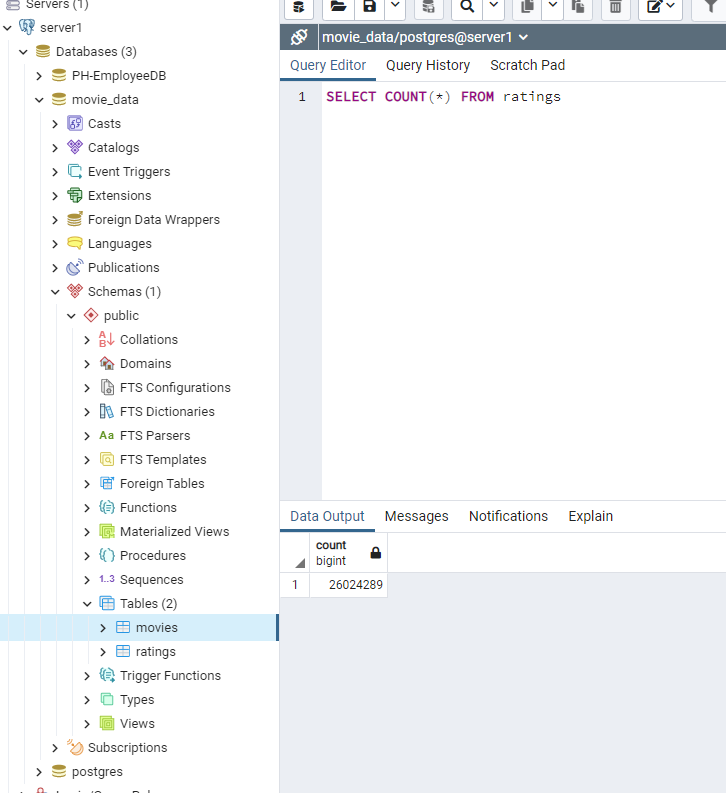 Servers (1)
server1
Databases (3)
PH-EmployeeDB
movie_data
Casts
Catalogs
Event Triggers
Extensions
Foreign Data Wrappers
Languages
Publications
Schemas (1)
public
Collations
Domains
FTS Configurations
FTS Dictionaries
Aa FTS Parsers
FTS Templates
Foreign Tables
Functions
Materialized Views
Procedures
1..3 Sequences
Tables (2)
movies
ratings
Trigger Functions
Types
Views
Subscriptions
postgres
movie_data/postgres@server1
Query Editor Query History Scratch Pad
1 SELECT COUNT(*) FROM ratings
Data Output Messages Notifications Explain
count
bigint
1 26024289